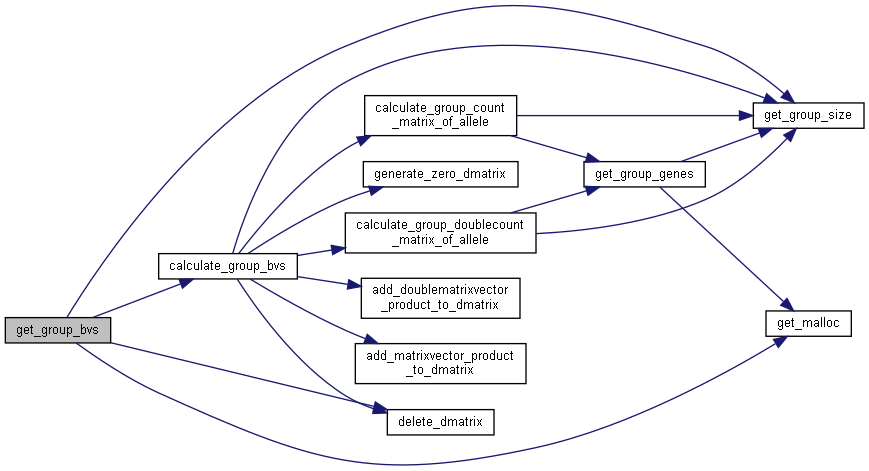 get_group_bvs
calculate_group_bvs
calculate_group_count
_matrix_of_allele
generate_zero_dmatrix
calculate_group_doublecount
_matrix_of_allele
add_doublematrixvector
_product_to_dmatrix
add_matrixvector_product
_to_dmatrix
delete_dmatrix
get_group_genes
get_group_size
get_malloc